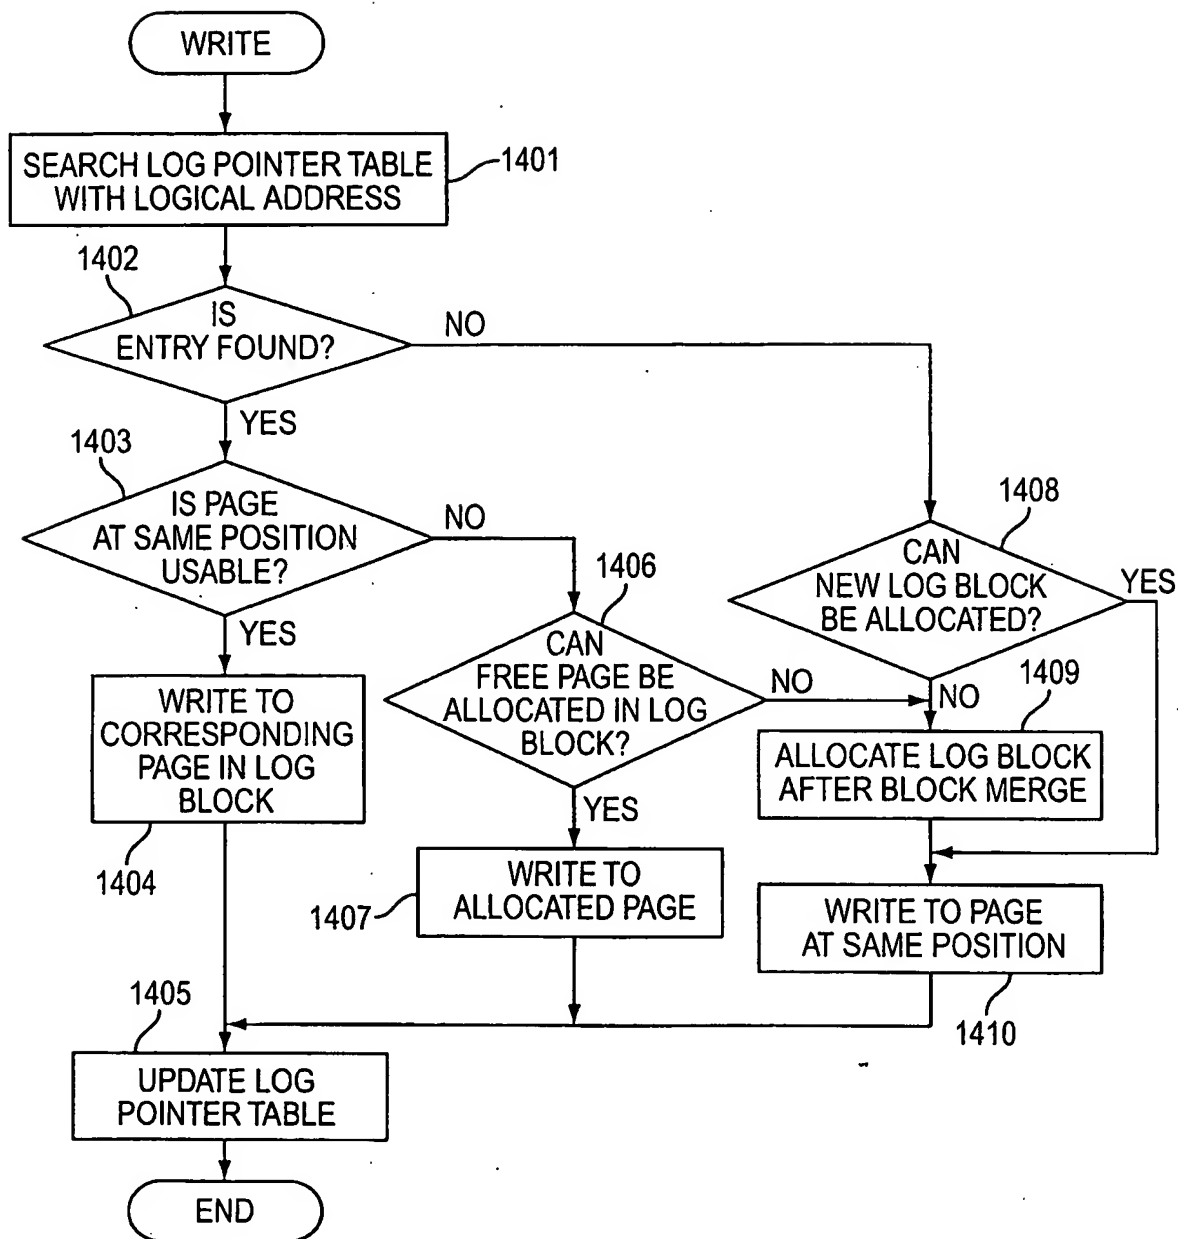 WRITE
SEARCH LOG POINTER TABLE
WITH LOGICAL ADDRESS
1401
1402
IS
ENTRY FOUND?
NO
YES
1403
IS PAGE
AT SAME POSITION
USABLE?
NO
YES
1406
CAN
FREE PAGE BE
ALLOCATED IN LOG
BLOCK?
NO
YES
1408
CAN
NEW LOG BLOCK
BE ALLOCATED?
YES
NO
1409
ALLOCATE LOG BLOCK
AFTER BLOCK MERGE
WRITE TO
CORRESPONDING
PAGE IN LOG
BLOCK
1404
WRITE TO
ALLOCATED PAGE
1407
WRITE TO PAGE
AT SAME POSITION
1410
1405
UPDATE LOG
POINTER TABLE
END